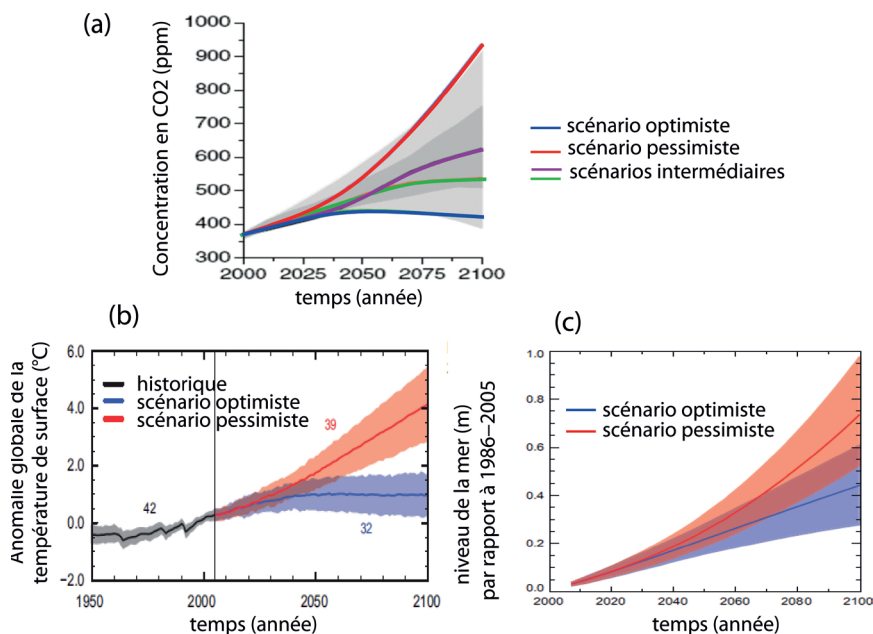 (a)
Concentration en CO2 (ppm)
1000
900
800
700
600
500
400
300
2000
2025
2050
2075
2100
temps (année)
scénario optimiste
scénario pessimiste
scénarios intermédiaires
(b)
Anomalie globale de la
température de surface (°C)
6.0
4.0
2.0
0.0
−2.0
historique
scénario optimiste
scénario pessimiste
39
42
32
1950
2000
2050
2100
temps (année)
(c)
niveau de la mer (m)
par rapport à 1986–2005
1.0
0.8
0.6
0.4
0.2
0.0
scénario optimiste
scénario pessimiste
2000
2020
2040
2060
2080
2100
temps (année)